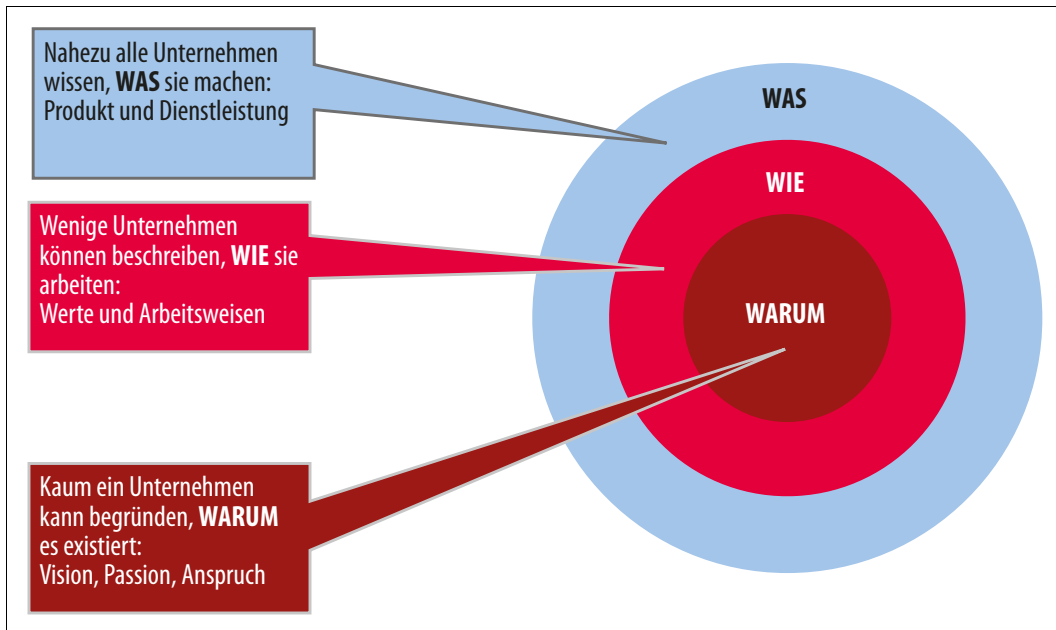 Nahezu alle Unternehmen
wissen, WAS sie machen:
Produkt und Dienstleistung
Wenige Unternehmen
können beschreiben, WIE sie
arbeiten:
Werte und Arbeitsweisen
Kaum ein Unternehmen
kann begründen, WARUM
es existiert:
Vision, Passion, Anspruch
WAS
WIE
WARUM